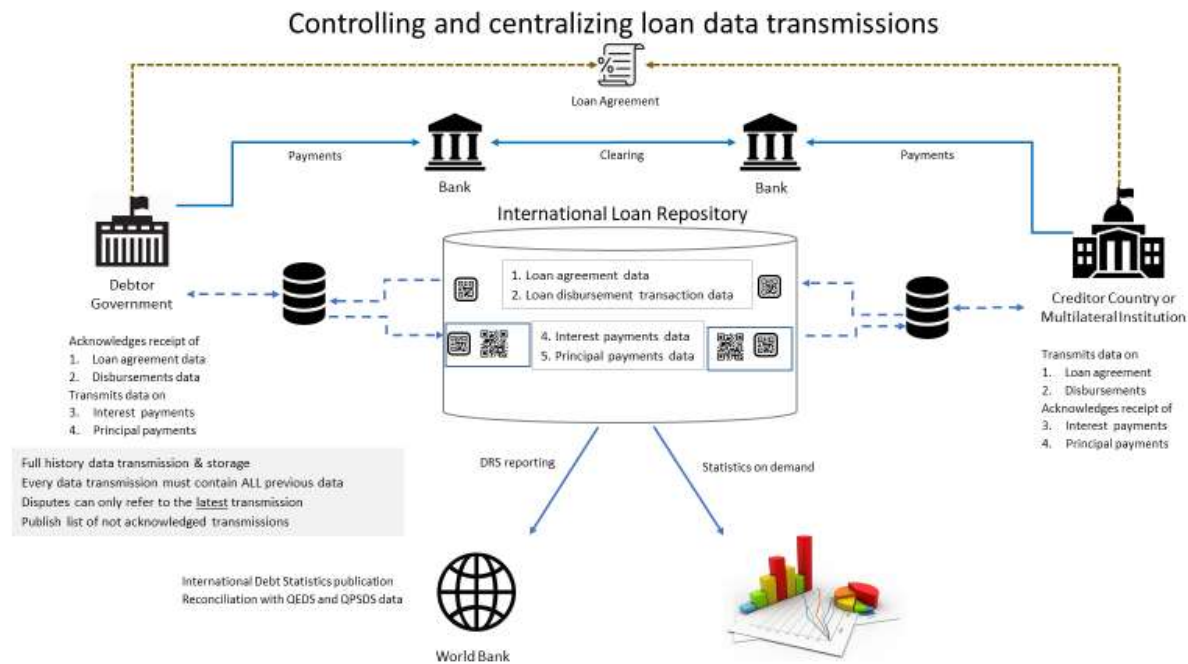 Controlling and centralizing loan data transmissions
Loan Agreement
Payments
Clearing
Payments
Bank
Bank
International Loan Repository
1. Loan agreement data
2. Loan disbursement transaction data
4. Interest payments data
5. Principal payments data
Debtor
Government
Creditor Country or
Multilateral Institution
Acknowledges receipt of
1. Loan agreement data
2. Disbursements data
Transmits data on
3. Interest payments
4. Principal payments
Transmits data on
1. Loan agreement
2. Disbursements
Acknowledges receipt of
3. Interest payments
4. Principal payments
Full history data transmission & storage
Every data transmission must contain ALL previous data
Disputes can only refer to the latest transmission
Publish list of not acknowledged transmissions
DRS reporting
Statistics on demand
International Debt Statistics publication
Reconciliation with QEDS and QPSDS data
World Bank